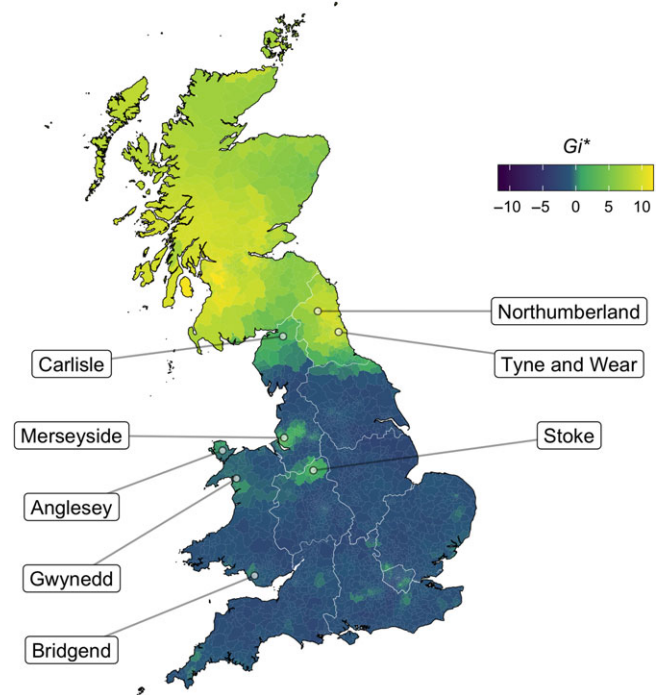 Gi*
−10 −5 0 5 10
Northumberland
Carlisle
Tyne and Wear
Merseyside
Stoke
Anglesey
Gwynedd
Bridgend